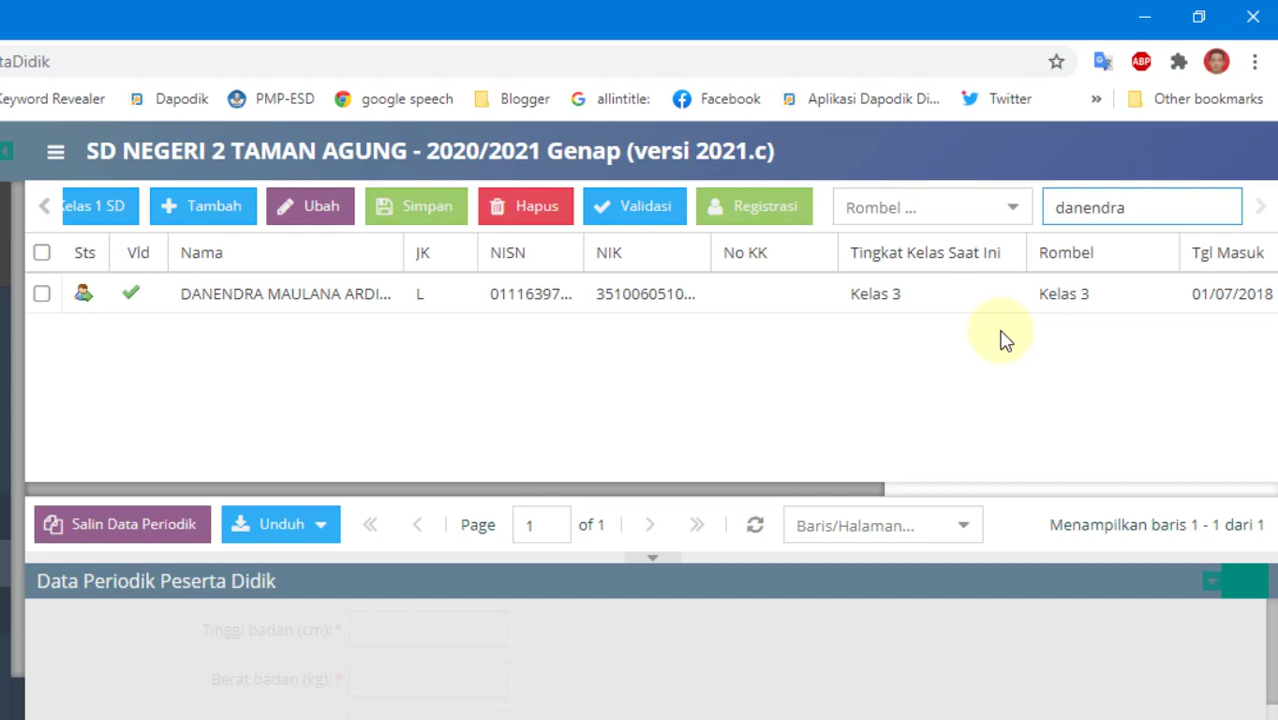 taDidik
Keyword Revealer Dapodik PMP-ESD google speech Blogger allintitle: Facebook Aplikasi Dapodik Di... Twitter » Other bookmarks
SD NEGERI 2 TAMAN AGUNG - 2020/2021 Genap (versi 2021.c)
Kelas 1 SD Tambah Ubah Simpan Hapus Validasi Registrasi Rombel ... danendra
Sts Vld Nama JK NISN NIK No KK Tingkat Kelas Saat Ini Rombel Tgl Masuk
DANENDRA MAULANA ARDI... L 01116397... 3510060510... Kelas 3 Kelas 3 01/07/2018
Salin Data Periodik Unduh Page 1 of 1 Baris/Halaman... Menampilkan baris 1 - 1 dari 1
Data Periodik Peserta Didik
Tinggi badan (cm): *
Berat badan (kg): *